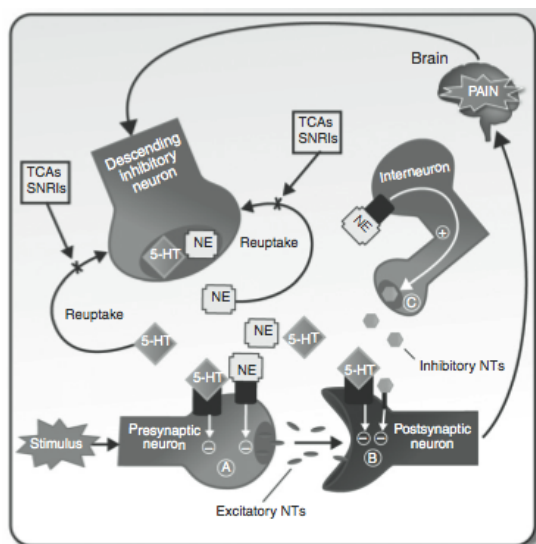 Brain
PAIN
TCAs
SNRIs
Descending
inhibitory
neuron
Interneuron
TCAs
SNRIs
NE
+
5-HT
NE
Reuptake
C
NE
Reuptake
NE
5-HT
5-HT
Inhibitory NTs
5-HT
NE
5-HT
Stimulus
Presynaptic
neuron
−
−
A
−
−
B
Postsynaptic
neuron
Excitatory NTs